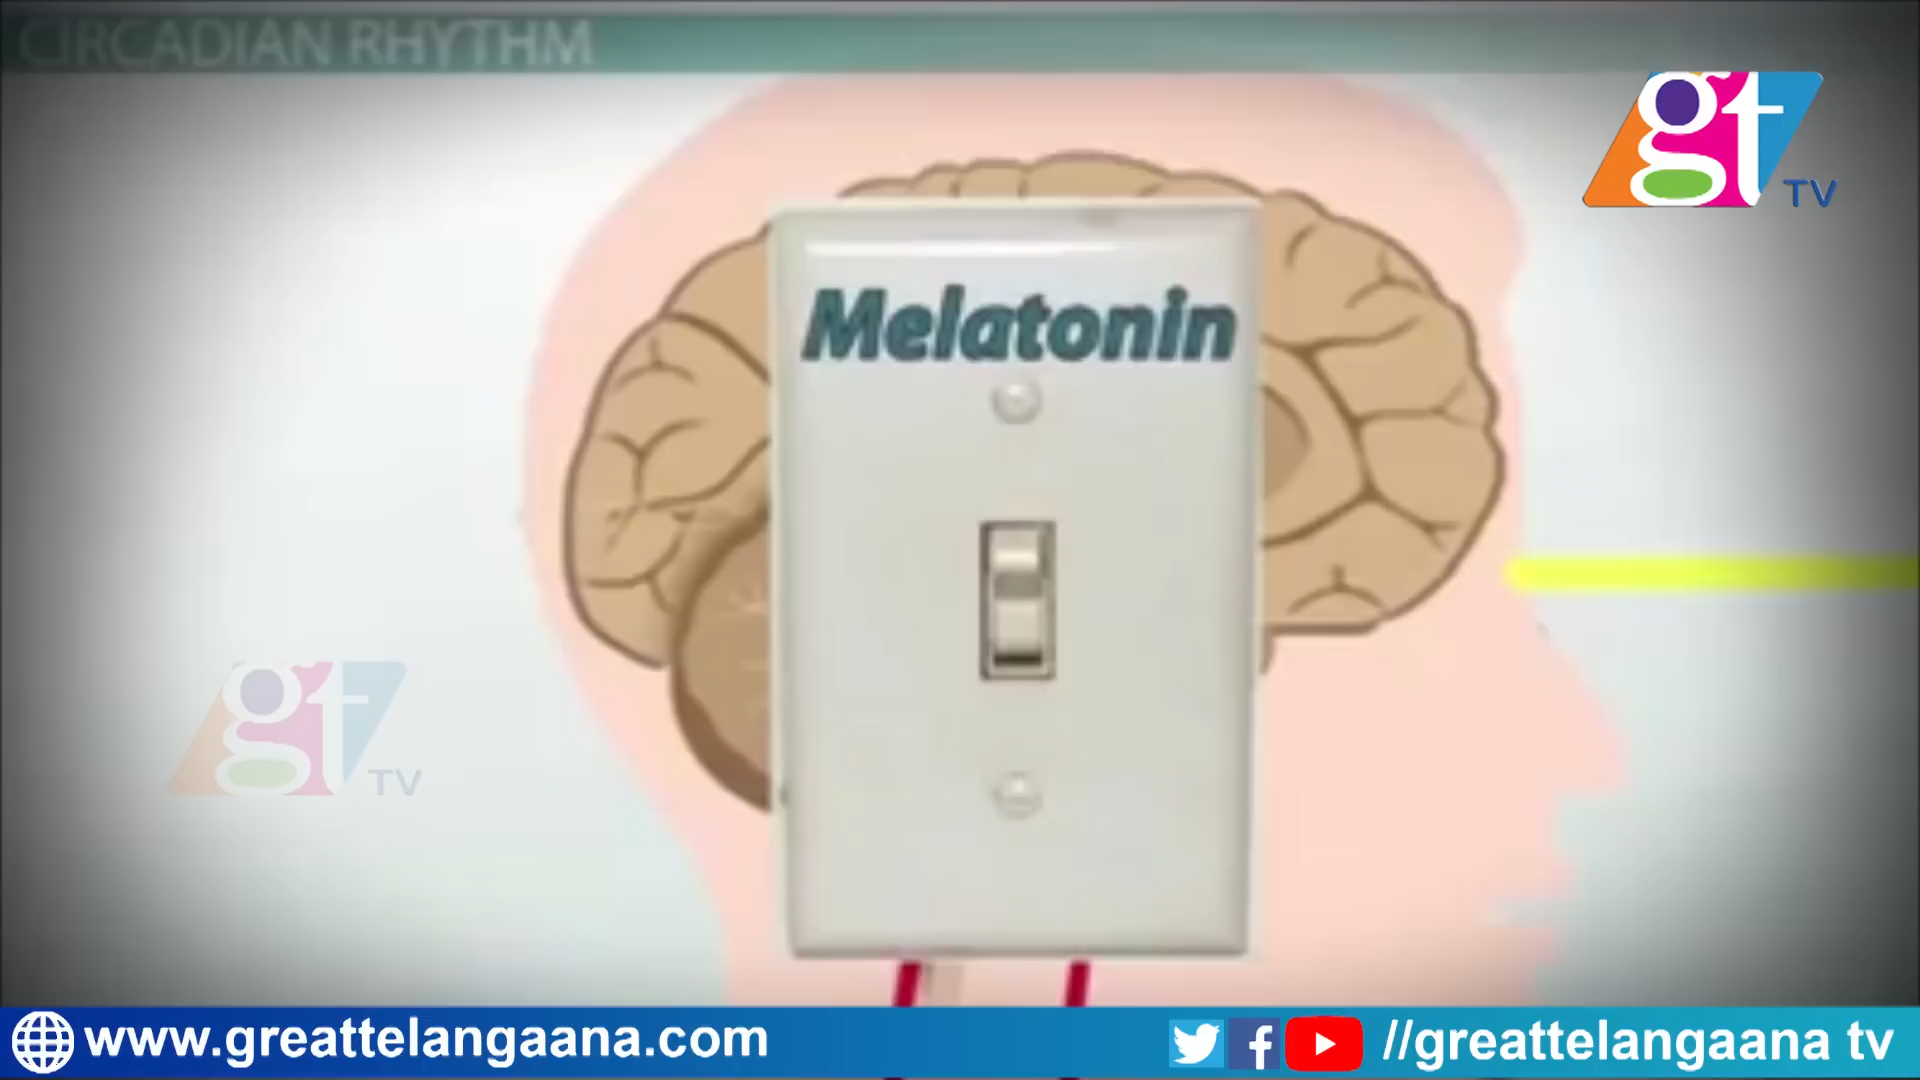 CIRCADIAN RHYTHM
gt TV
Melatonin
gt TV
www.greattelangaana.com
//greattelangaana tv